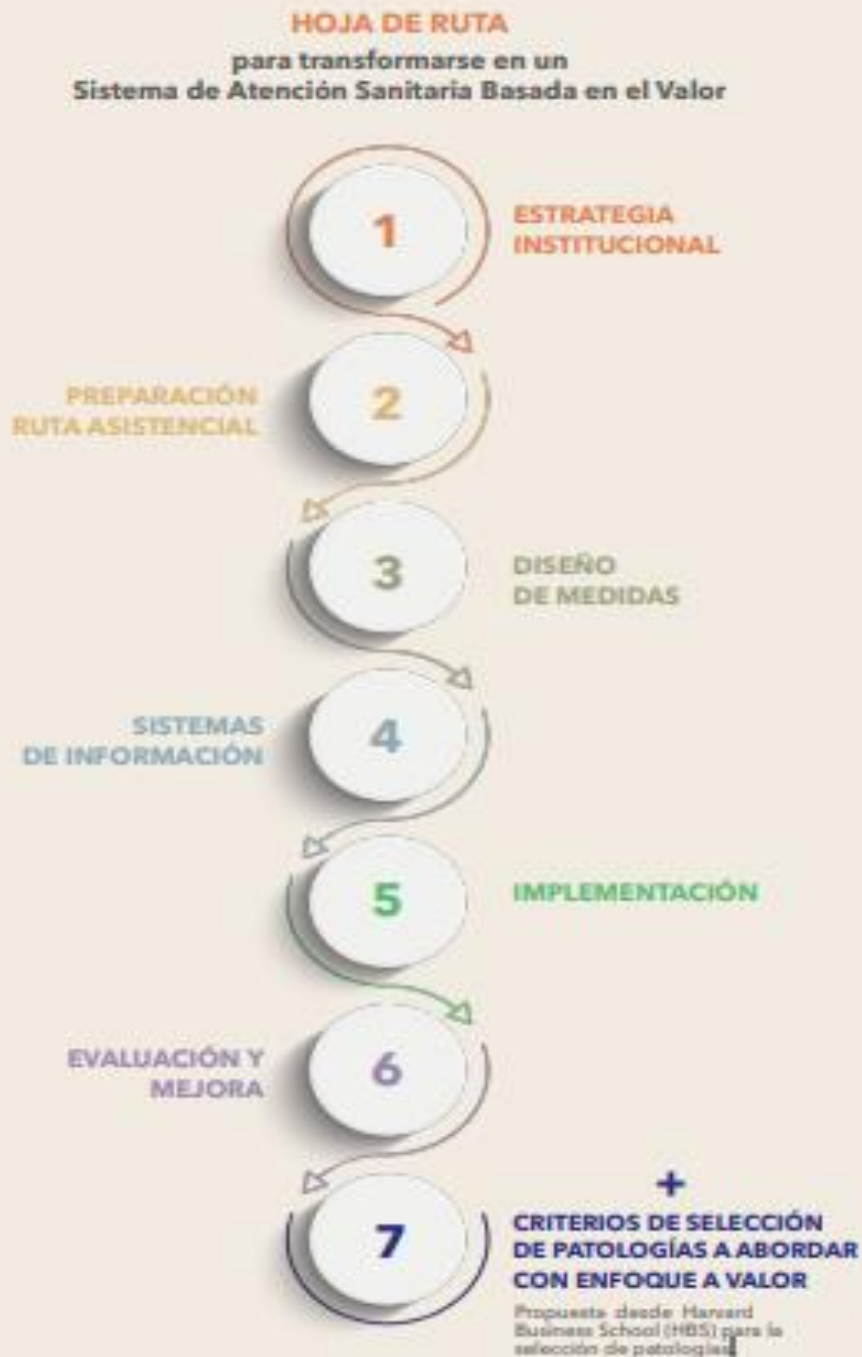 HOJA DE RUTA
para transformarse en un
Sistema de Atención Sanitaria Basada en el Valor
1
ESTRATEGIA
INSTITUCIONAL
2
PREPARACIÓN
RUTA ASISTENCIAL
3
DISEÑO
DE MEDIDAS
4
SISTEMAS
DE INFORMACIÓN
5
IMPLEMENTACIÓN
6
EVALUACIÓN Y
MEJORA
7
+
CRITERIOS DE SELECCIÓN
DE PATOLOGÍAS A ABORDAR
CON ENFOQUE A VALOR
Propuesta desde Harvard
Business School (HBS) para la
selección de patologías